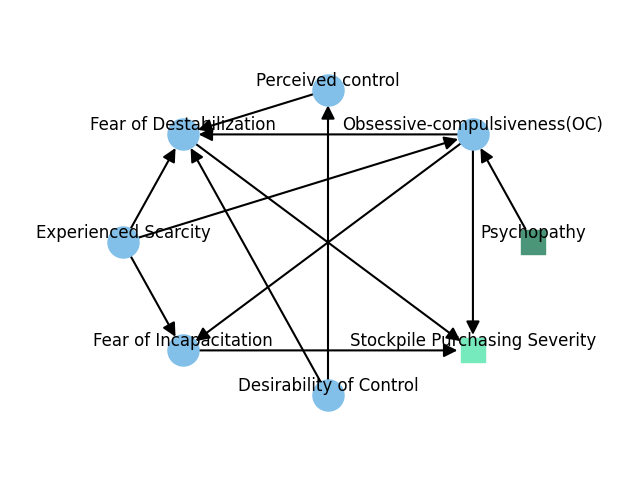 Perceived control
Fear of Destabilization
Obsessive-compulsiveness(OC)
Experienced Scarcity
Psychopathy
Fear of Incapacitation
Stockpile Purchasing Severity
Desirability of Control